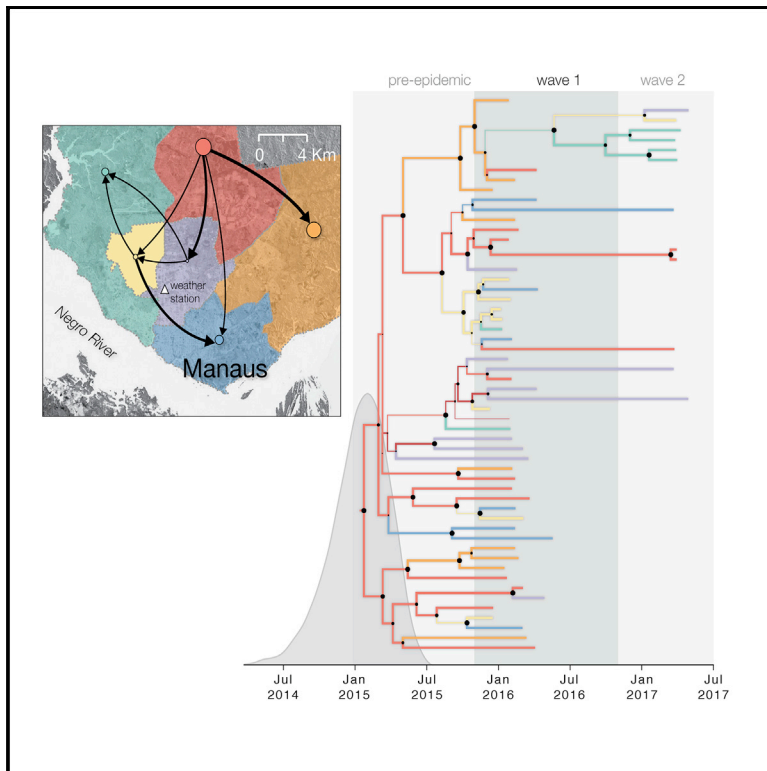 pre-epidemic wave 1 wave 2
0 4 Km
weather
station
Negro River
Manaus
Jul Jan Jul Jan Jul Jan Jul
2014 2015 2015 2016 2016 2017 2017